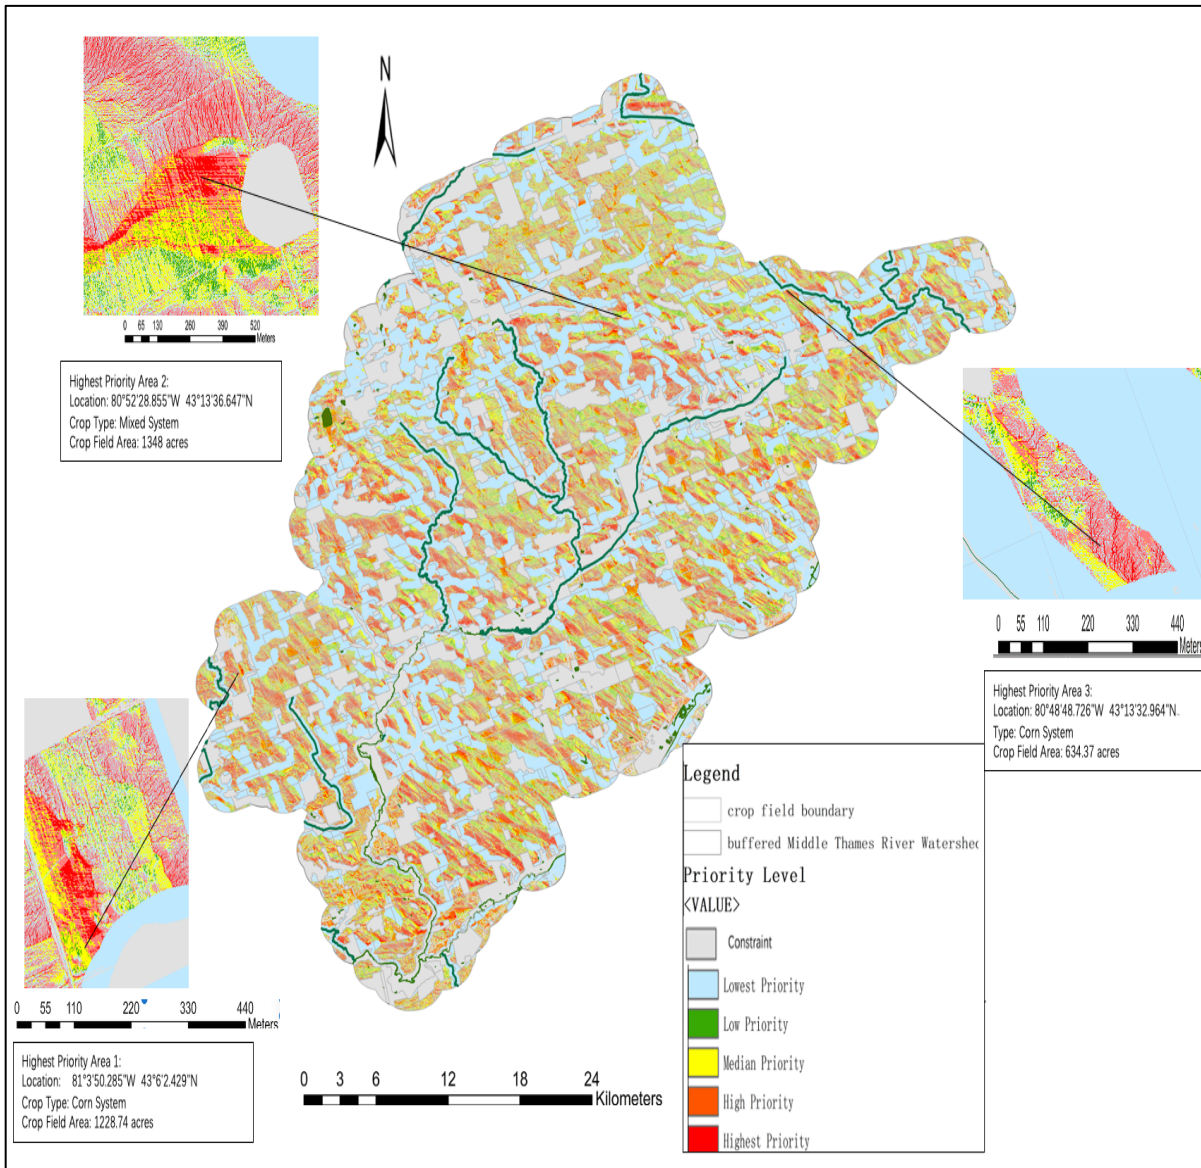 N
0 65 130 260 390 520
Meters
Highest Priority Area 2:
Location: 80°52'28.855"W 43°13'36.647"N
Crop Type: Mixed System
Crop Field Area: 1348 acres
0 55 110 220 330 440
Meters
Highest Priority Area 3:
Location: 80°48'48.726"W 43°13'32.964"N.
Type: Corn System
Crop Field Area: 634.37 acres
0 55 110 220 330 440
Meters
Highest Priority Area 1:
Location: 81°3'50.285"W 43°6'2.429"N
Crop Type: Corn System
Crop Field Area: 1228.74 acres
0 3 6 12 18 24
Kilometers
Legend
crop field boundary
buffered Middle Thames River Watershed
Priority Level
<VALUE>
Constraint
Lowest Priority
Low Priority
Median Priority
High Priority
Highest Priority